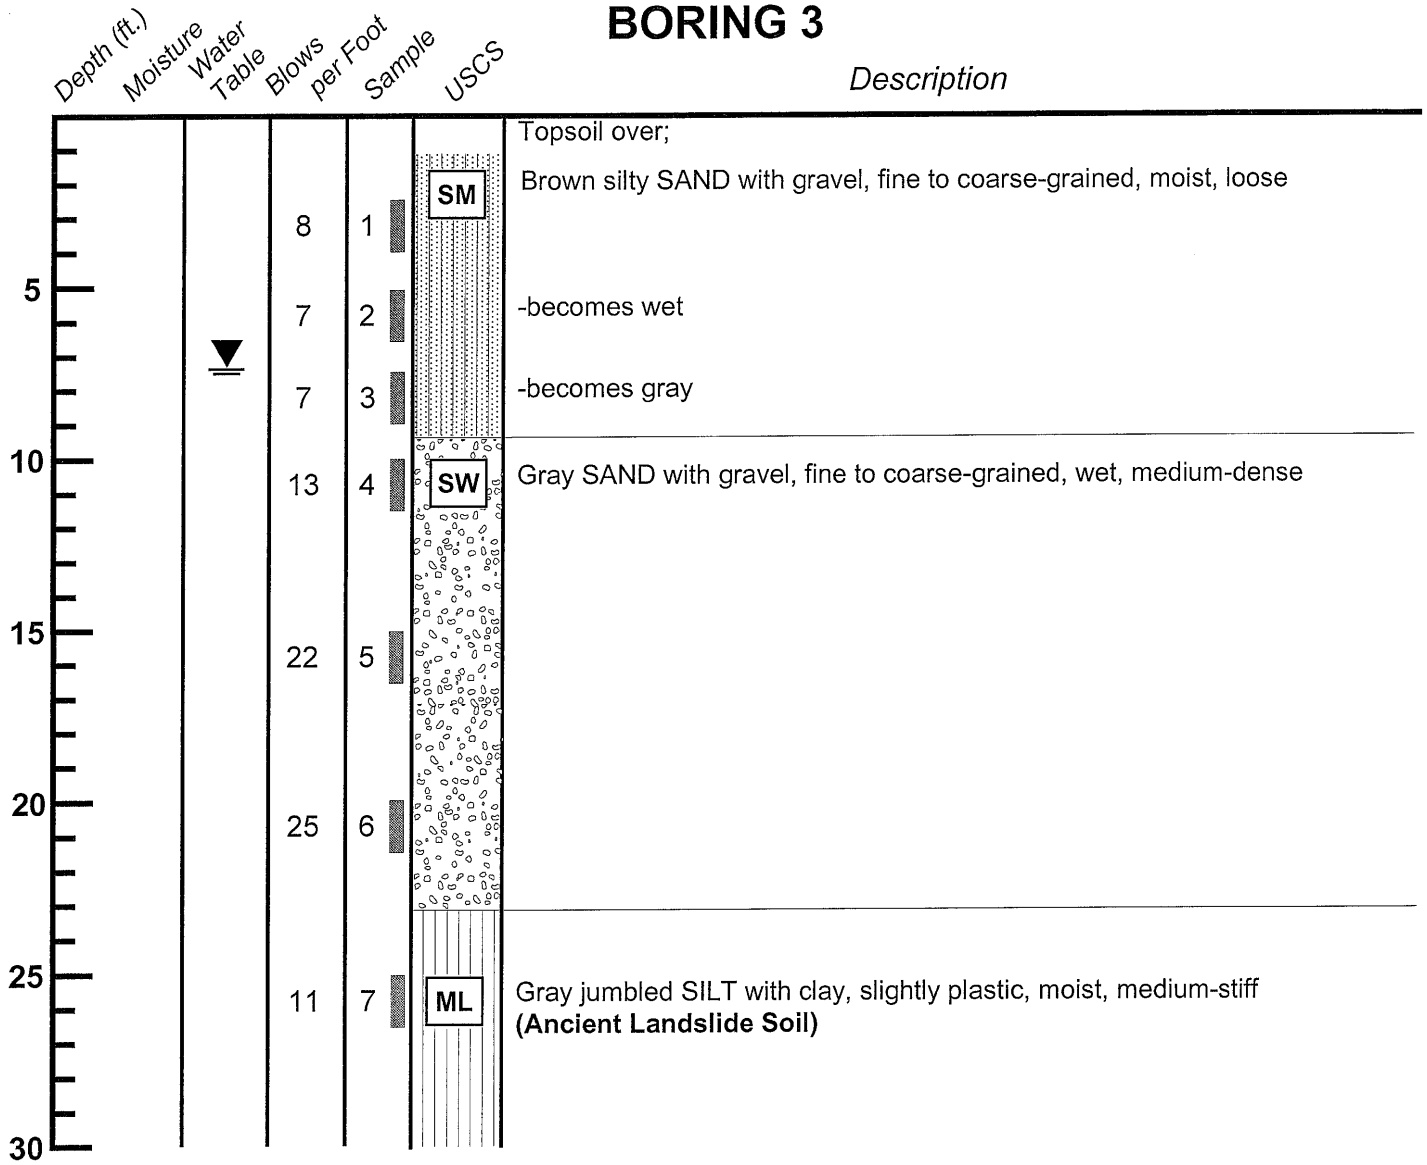 BORING 3
Depth (ft.)
Moisture
Water
Table
Blows
per Foot
Sample
USCS
Description
Topsoil over;
SM
Brown silty SAND with gravel, fine to coarse-grained, moist, loose
8 1
5
7 2
-becomes wet
7 3
-becomes gray
10
13 4
SW
Gray SAND with gravel, fine to coarse-grained, wet, medium-dense
15
22 5
20
25 6
25
11 7
ML
Gray jumbled SILT with clay, slightly plastic, moist, medium-stiff
(Ancient Landslide Soil)
30